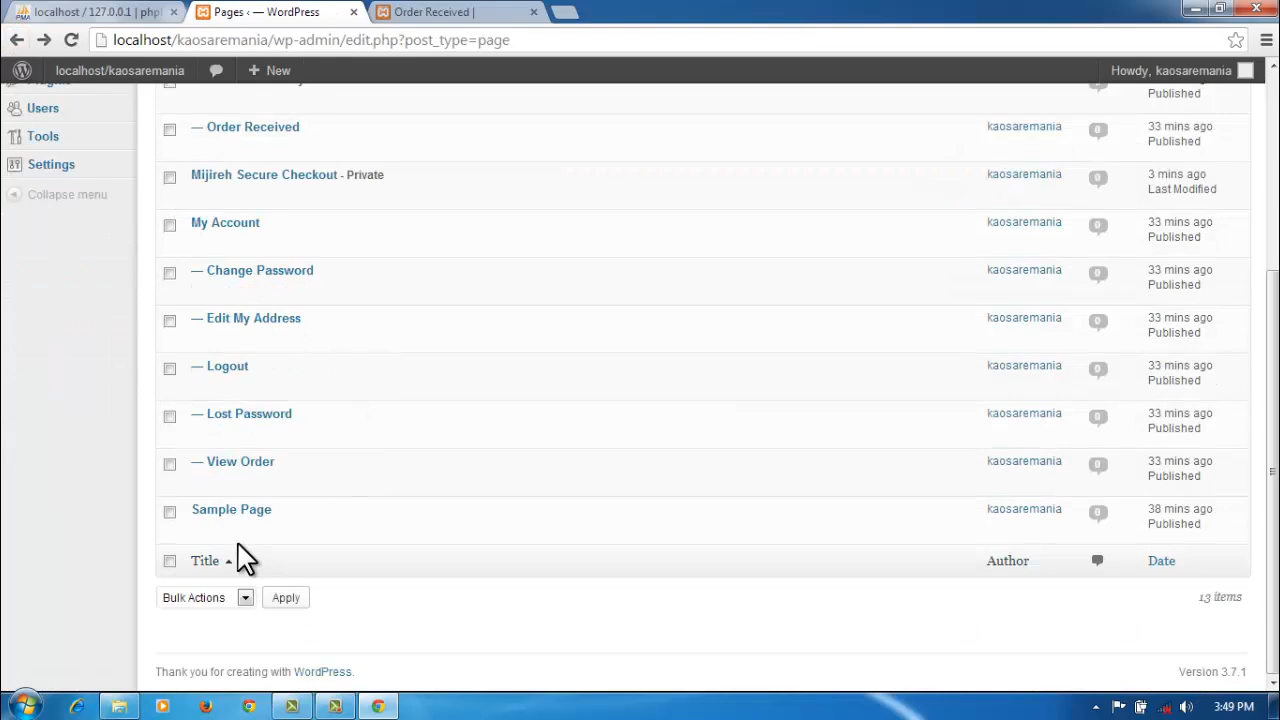 localhost / 127.0.0.1 | phpl
Pages ‹ — WordPress
Order Received |
localhost/kaosaremania/wp-admin/edit.php?post_type=page
localhost/kaosaremania
+ New
Howdy, kaosaremania
Users
Tools
Settings
Collapse menu
0
Published
— Order Received
kaosaremania
0
33 mins ago
Published
Mijireh Secure Checkout - Private
kaosaremania
0
3 mins ago
Last Modified
My Account
kaosaremania
0
33 mins ago
Published
— Change Password
kaosaremania
0
33 mins ago
Published
— Edit My Address
kaosaremania
0
33 mins ago
Published
— Logout
kaosaremania
0
33 mins ago
Published
— Lost Password
kaosaremania
0
33 mins ago
Published
— View Order
kaosaremania
0
33 mins ago
Published
Sample Page
kaosaremania
0
38 mins ago
Published
Title
Author
Date
Bulk Actions
Apply
13 items
Thank you for creating with WordPress.
Version 3.7.1
3:49 PM